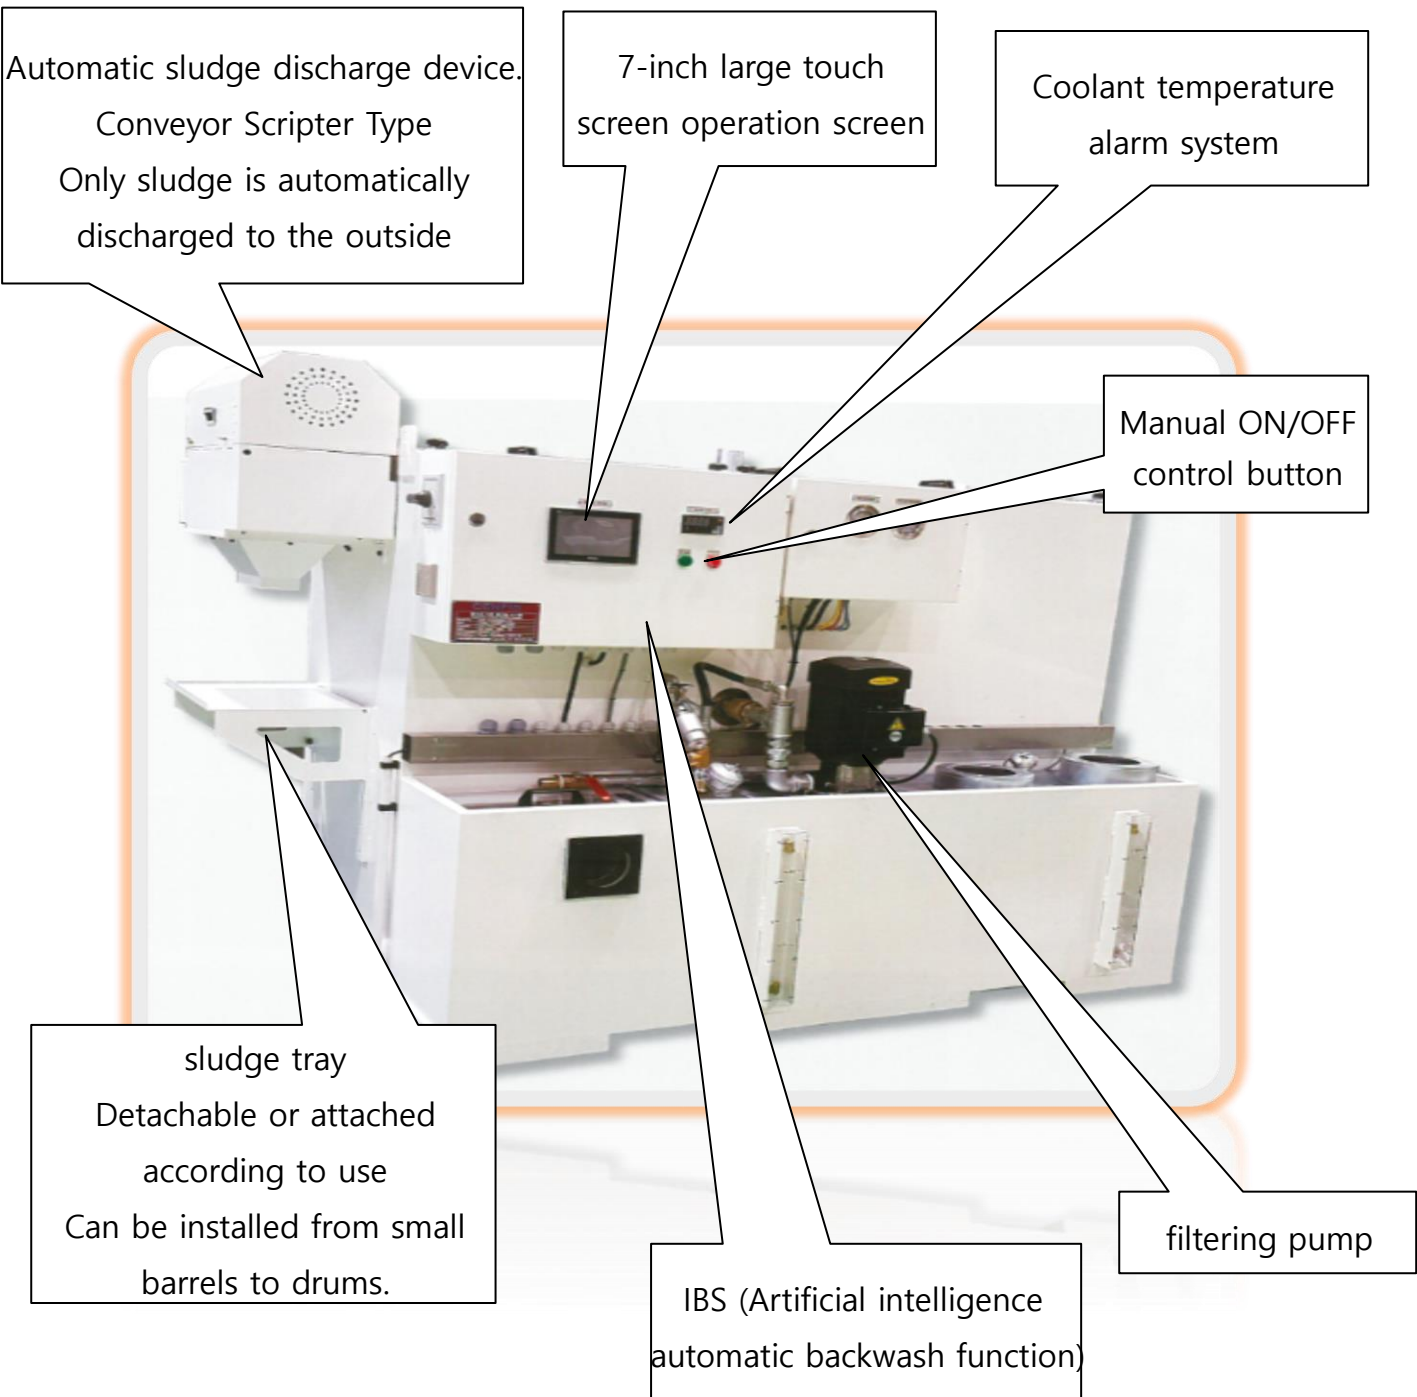 Automatic sludge discharge device.
Conveyor Scripter Type
Only sludge is automatically
discharged to the outside
7-inch large touch
screen operation screen
Coolant temperature
alarm system
Manual ON/OFF
control button
sludge tray
Detachable or attached
according to use
Can be installed from small
barrels to drums.
IBS (Artificial intelligence
automatic backwash function)
filtering pump